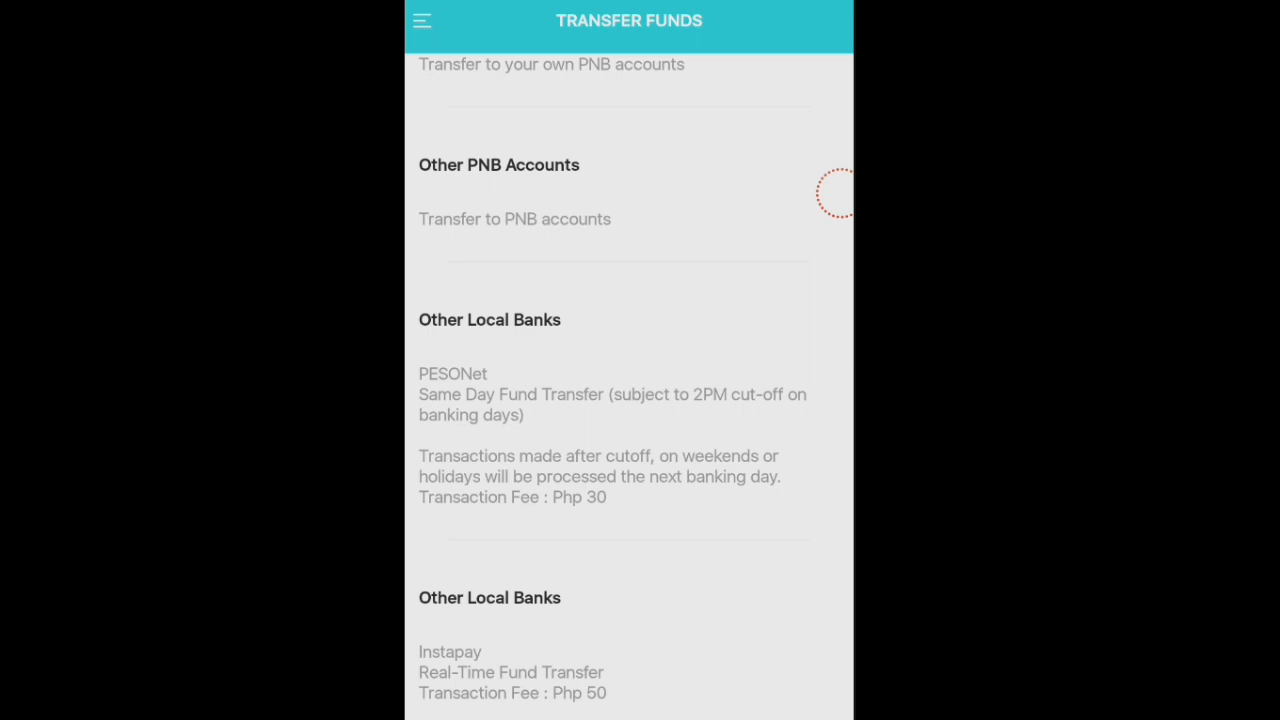 TRANSFER FUNDS
Transfer to your own PNB accounts
Other PNB Accounts
Transfer to PNB accounts
Other Local Banks
PESONet
Same Day Fund Transfer (subject to 2PM cut-off on
banking days)
Transactions made after cutoff, on weekends or
holidays will be processed the next banking day.
Transaction Fee : Php 30
Other Local Banks
Instapay
Real-Time Fund Transfer
Transaction Fee : Php 50